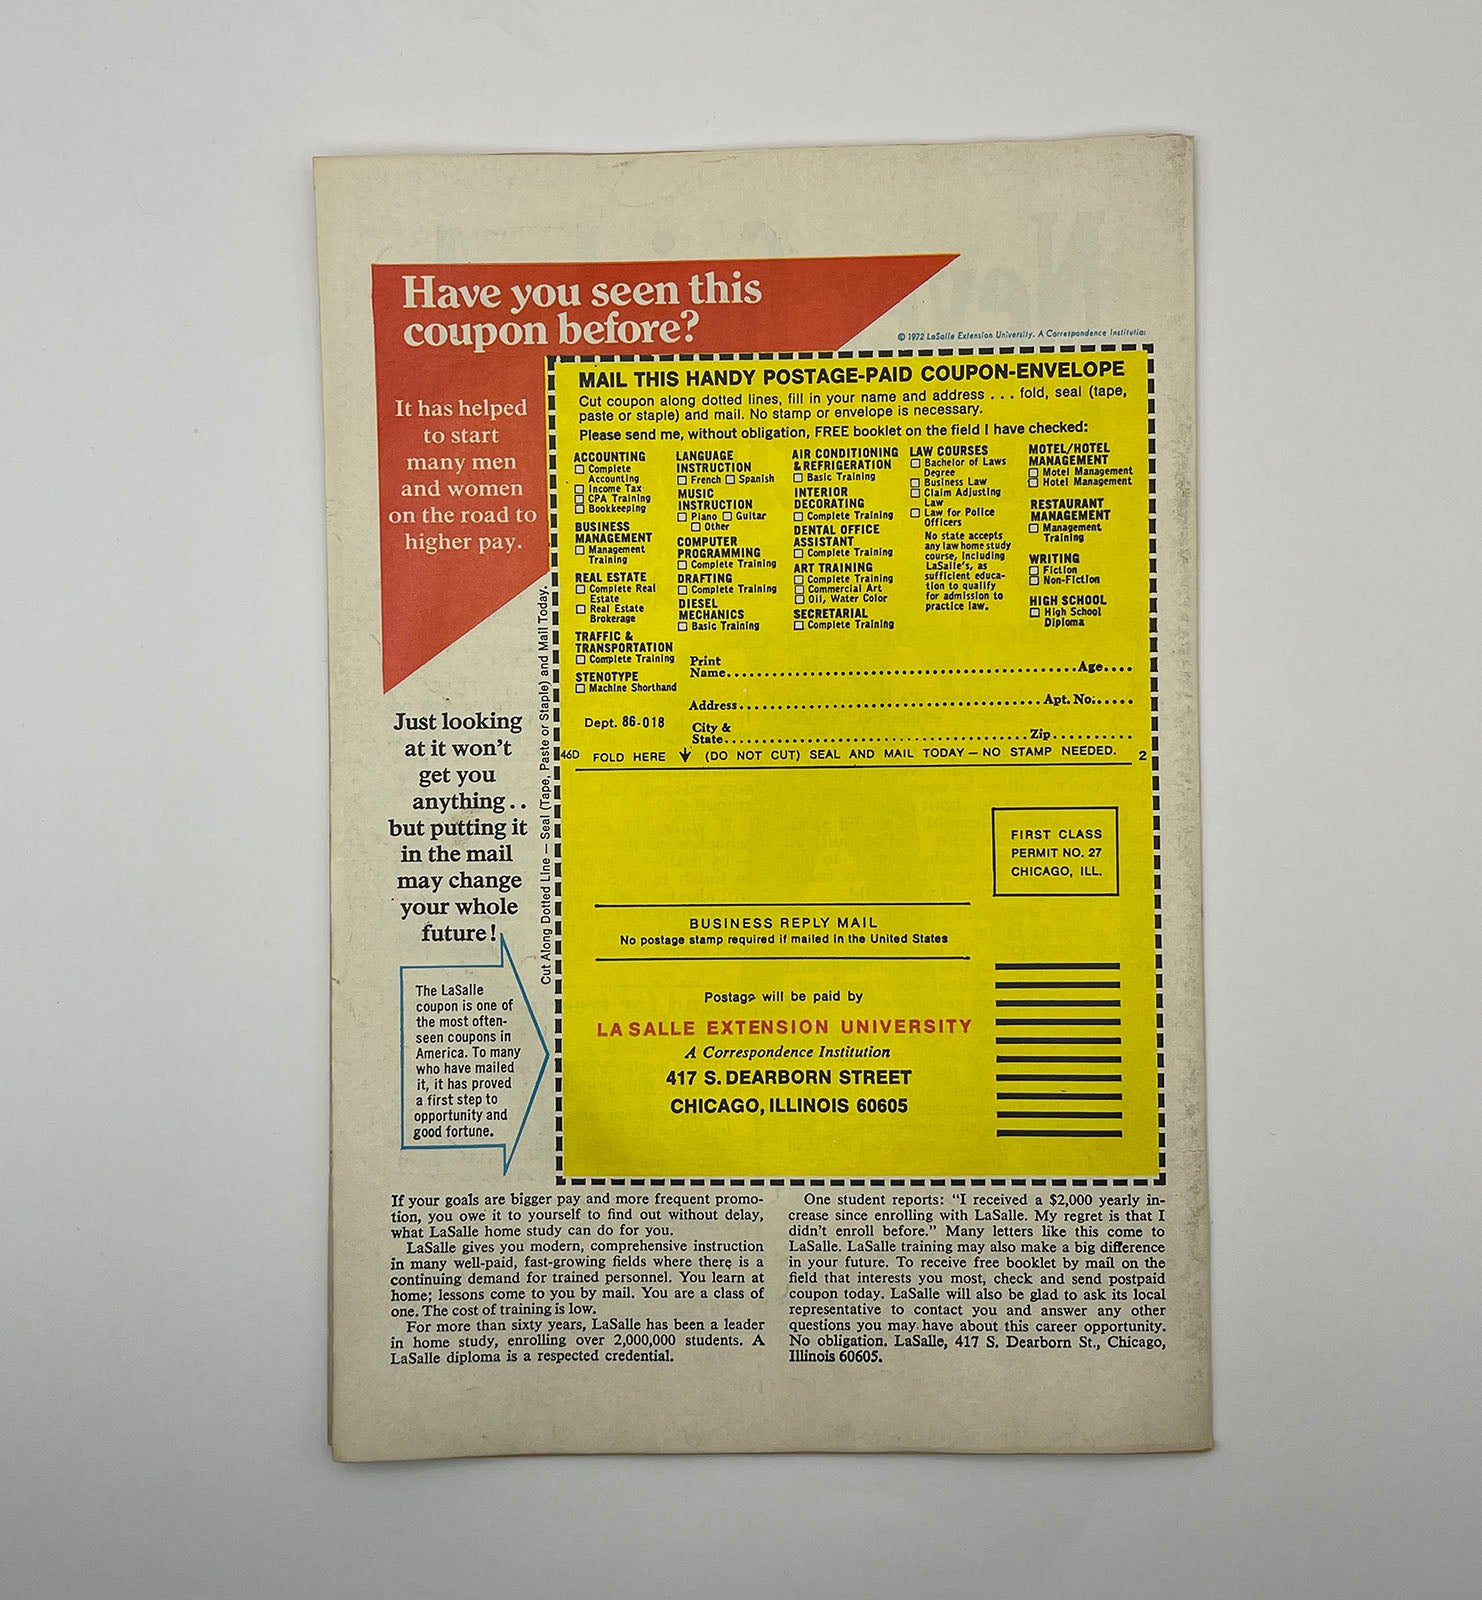 Have you seen this
coupon before?
© 1972 LaSalle Extension University. A Correspondence Institution
It has helped
to start
many men
and women
on the road to
higher pay.
MAIL THIS HANDY POSTAGE-PAID COUPON-ENVELOPE
Cut coupon along dotted lines, fill in your name and address . . . fold, seal (tape,
paste or staple) and mail. No stamp or envelope is necessary.
Please send me, without obligation, FREE booklet on the field I have checked:
ACCOUNTING
Complete
Accounting
Income Tax
CPA Training
Bookkeeping
BUSINESS
MANAGEMENT
Management
Training
REAL ESTATE
Complete Real
Estate
Real Estate
Brokerage
TRAFFIC &
TRANSPORTATION
Complete Training
STENOTYPE
Machine Shorthand
LANGUAGE
INSTRUCTION
French Spanish
MUSIC
INSTRUCTION
Piano Guitar
Other
COMPUTER
PROGRAMMING
Complete Training
DRAFTING
Complete Training
DIESEL
MECHANICS
Basic Training
AIR CONDITIONING
& REFRIGERATION
Basic Training
INTERIOR
DECORATING
Complete Training
DENTAL OFFICE
ASSISTANT
Complete Training
ART TRAINING
Complete Training
Commercial Art
Oil, Water Color
SECRETARIAL
Complete Training
LAW COURSES
Bachelor of Laws
Degree
Business Law
Claim Adjusting
Law
Law for Police
Officers
No state accepts
any law home study
course, including
LaSalle's, as
sufficient educa-
tion to qualify
for admission to
practice law.
MOTEL/HOTEL
MANAGEMENT
Motel Management
Hotel Management
RESTAURANT
MANAGEMENT
Management
Training
WRITING
Fiction
Non-Fiction
HIGH SCHOOL
High School
Diploma
Print
Name Age
Address Apt. No.
Dept. 86-018
City &
State Zip
46D FOLD HERE (DO NOT CUT) SEAL AND MAIL TODAY — NO STAMP NEEDED. 2
Cut Along Dotted Line — Seal (Tape, Paste or Staple) and Mail Today.
Just looking
at it won't
get you
anything..
but putting it
in the mail
may change
your whole
future!
The LaSalle
coupon is one of
the most often-
seen coupons in
America. To many
who have mailed
it, it has proved
a first step to
opportunity and
good fortune.
FIRST CLASS
PERMIT NO. 27
CHICAGO, ILL.
BUSINESS REPLY MAIL
No postage stamp required if mailed in the United States
Postage will be paid by
LA SALLE EXTENSION UNIVERSITY
A Correspondence Institution
417 S. DEARBORN STREET
CHICAGO, ILLINOIS 60605
If your goals are bigger pay and more frequent promo-
tion, you owe it to yourself to find out without delay,
what LaSalle home study can do for you.
LaSalle gives you modern, comprehensive instruction
in many well-paid, fast-growing fields where there is a
continuing demand for trained personnel. You learn at
home; lessons come to you by mail. You are a class of
one. The cost of training is low.
For more than sixty years, LaSalle has been a leader
in home study, enrolling over 2,000,000 students. A
LaSalle diploma is a respected credential.
One student reports: "I received a $2,000 yearly in-
crease since enrolling with LaSalle. My regret is that I
didn't enroll before." Many letters like this come to
LaSalle. LaSalle training may also make a big difference
in your future. To receive free booklet by mail on the
field that interests you most, check and send postpaid
coupon today. LaSalle will also be glad to ask its local
representative to contact you and answer any other
questions you may have about this career opportunity.
No obligation. LaSalle, 417 S. Dearborn St., Chicago,
Illinois 60605.